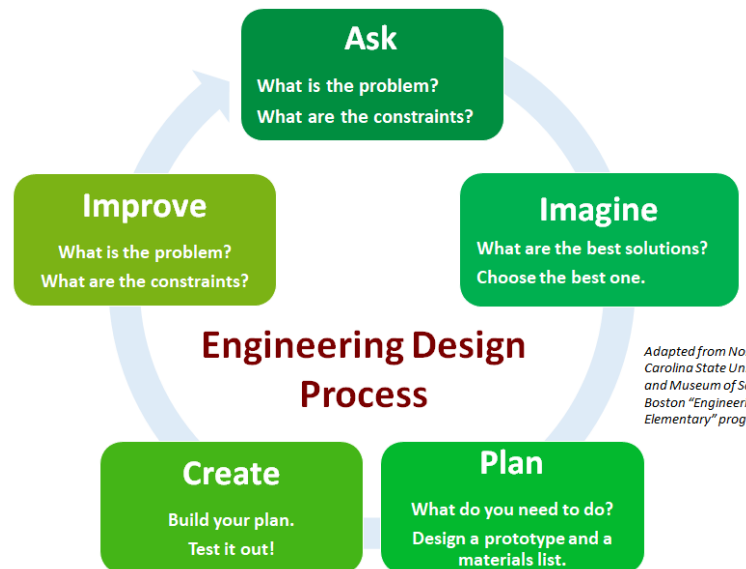 Ask
What is the problem?
What are the constraints?
Imagine
What are the best solutions?
Choose the best one.
Plan
What do you need to do?
Design a prototype and a
materials list.
Create
Build your plan.
Test it out!
Improve
What is the problem?
What are the constraints?
Engineering Design
Process
Adapted from
Carolina State
and Museum of
Boston “Engineering
Elementary”